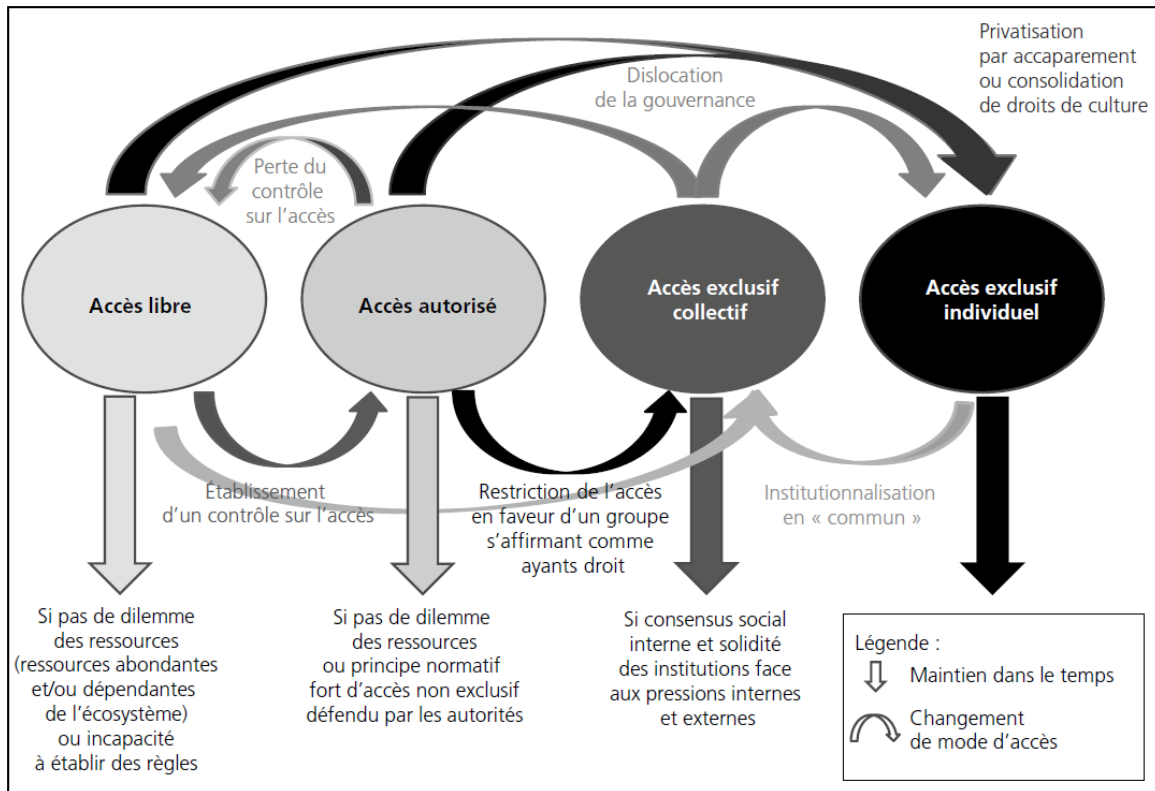 Privatisation
par accaparement
ou consolidation
de droits de culture
Dislocation
de la gouvernance
Perte du
contrôle
sur l’accès
Accès libre
Accès autorisé
Accès exclusif
collectif
Accès exclusif
individuel
Établissement
d’un contrôle sur l’accès
Restriction de l’accès
en faveur d’un groupe
s’affirmant comme
ayants droit
Institutionnalisation
en « commun »
Si pas de dilemme
des ressources
(ressources abondantes
et/ou dépendantes
de l’écosystème)
ou incapacité
à établir des règles
Si pas de dilemme
des ressources
ou principe normatif
fort d’accès non exclusif
défendu par les autorités
Si consensus social
interne et solidité
des institutions face
aux pressions internes
et externes
Légende :
Maintien dans le temps
Changement
de mode d’accès